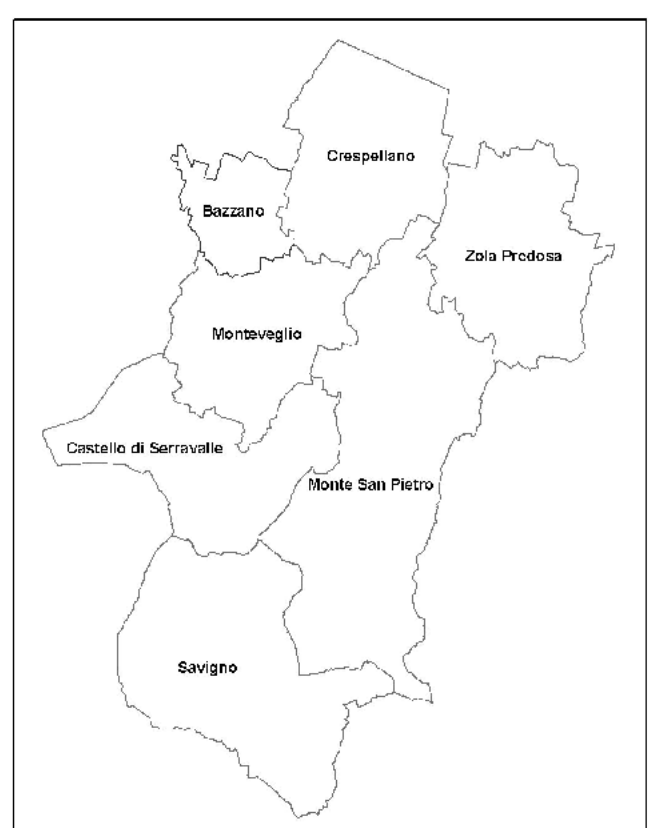 Crespellano
Bazzano
Zola Predosa
Monteveglio
Castello di Serravalle
Monte San Pietro
Savigno